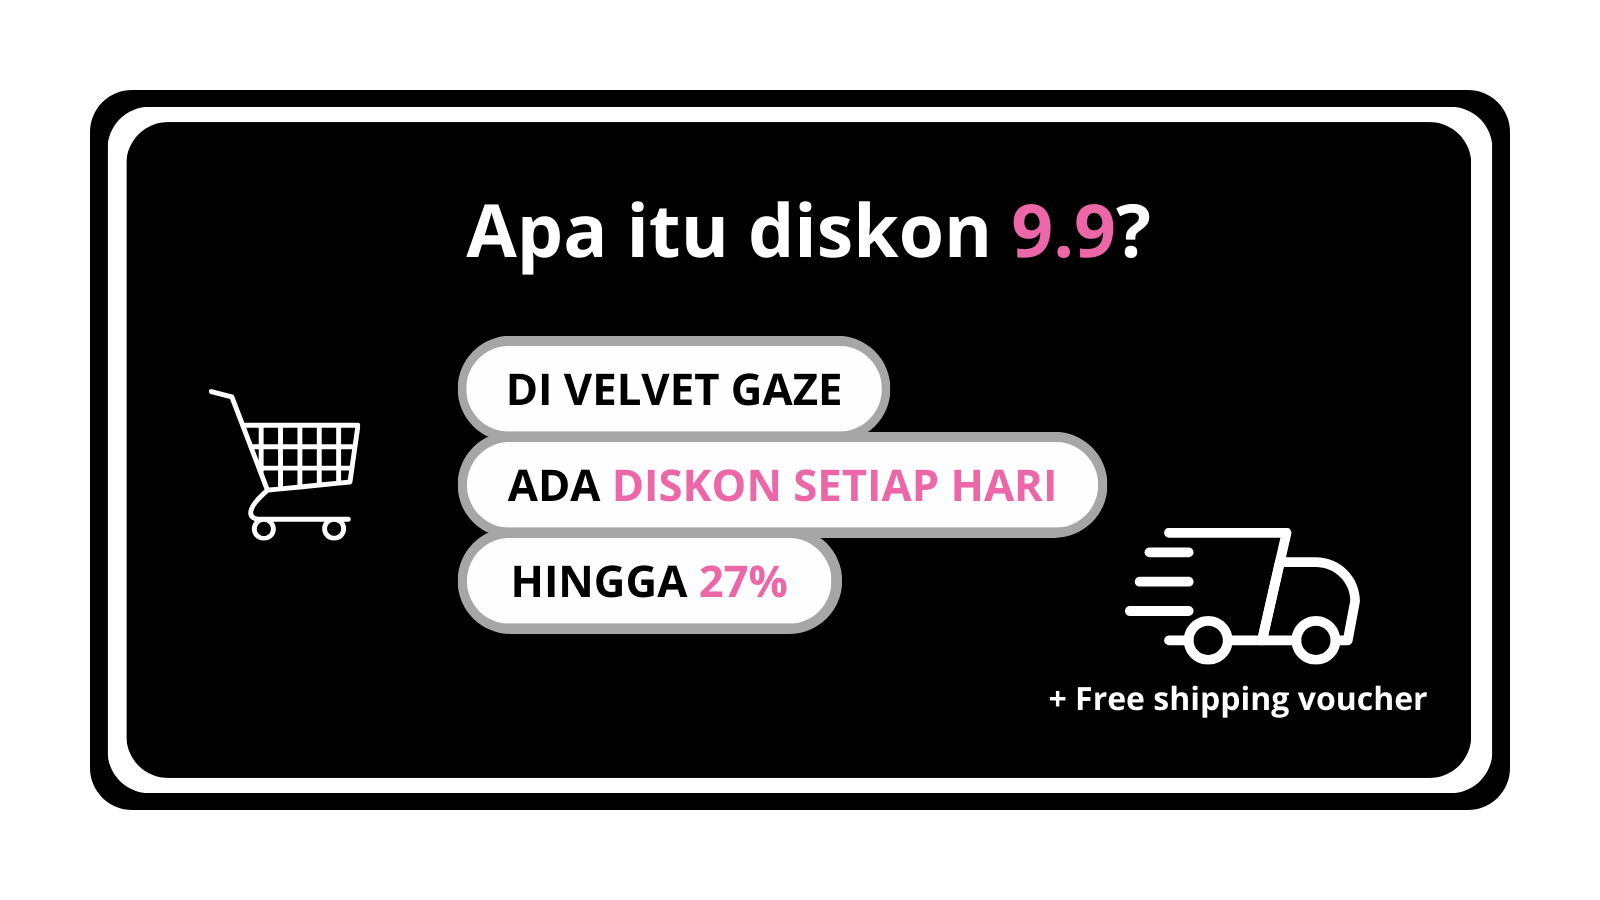 Apa itu diskon 9.9?
DI VELVET GAZE
ADA DISKON SETIAP HARI
HINGGA 27%
+ Free shipping voucher